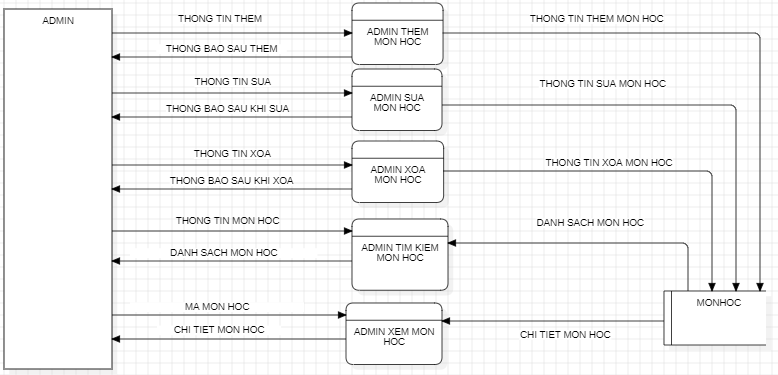 ADMIN
THONG TIN THEM
THONG BAO SAU THEM
ADMIN THEM
MON HOC
THONG TIN THEM MON HOC
THONG TIN SUA
THONG BAO SAU KHI SUA
ADMIN SUA
MON HOC
THONG TIN SUA MON HOC
THONG TIN XOA
THONG BAO SAU KHI XOA
ADMIN XOA
MON HOC
THONG TIN XOA MON HOC
THONG TIN MON HOC
DANH SACH MON HOC
ADMIN TIM KIEM
MON HOC
DANH SACH MON HOC
MA MON HOC
CHI TIET MON HOC
ADMIN XEM MON
HOC
CHI TIET MON HOC
MONHOC